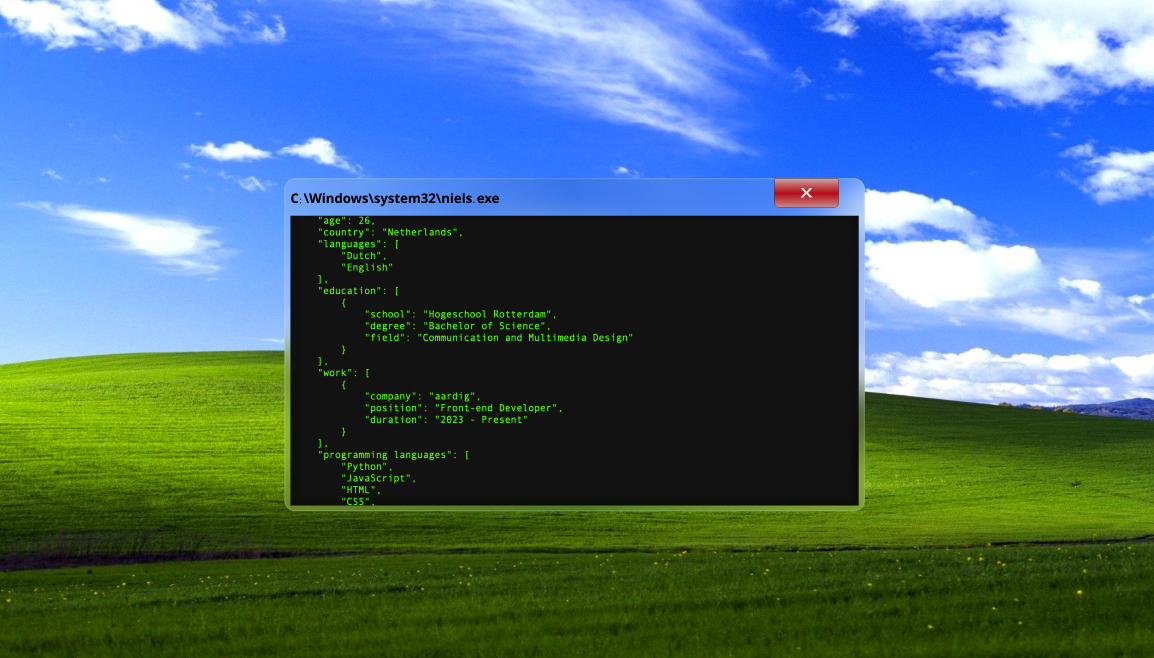 C:\Windows\system32\niels.exe
"age": 26,
"country": "Netherlands",
"languages": [
"Dutch",
"English"
],
"education": [
{
"school": "Hogeschool Rotterdam",
"degree": "Bachelor of Science",
"field": "Communication and Multimedia Design"
}
],
"work": [
{
"company": "aardig",
"position": "Front-end Developer",
"duration": "2023 - Present"
}
],
"programming languages": [
"Python",
"JavaScript",
"HTML",
"CSS",